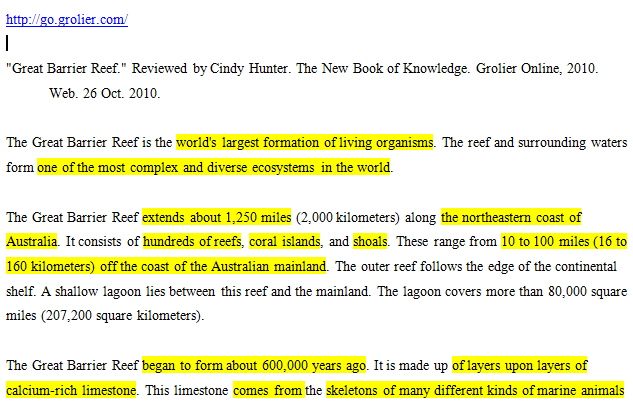 http://go.grolier.com/
"Great Barrier Reef." Reviewed by Cindy Hunter. The New Book of Knowledge. Grolier Online, 2010.
Web. 26 Oct. 2010.
The Great Barrier Reef is the world's largest formation of living organisms. The reef and surrounding waters
form one of the most complex and diverse ecosystems in the world.
The Great Barrier Reef extends about 1,250 miles (2,000 kilometers) along the northeastern coast of
Australia. It consists of hundreds of reefs, coral islands, and shoals. These range from 10 to 100 miles (16 to
160 kilometers) off the coast of the Australian mainland. The outer reef follows the edge of the continental
shelf. A shallow lagoon lies between this reef and the mainland. The lagoon covers more than 80,000 square
miles (207,200 square kilometers).
The Great Barrier Reef began to form about 600,000 years ago. It is made up of layers upon layers of
calcium-rich limestone. This limestone comes from the skeletons of many different kinds of marine animals